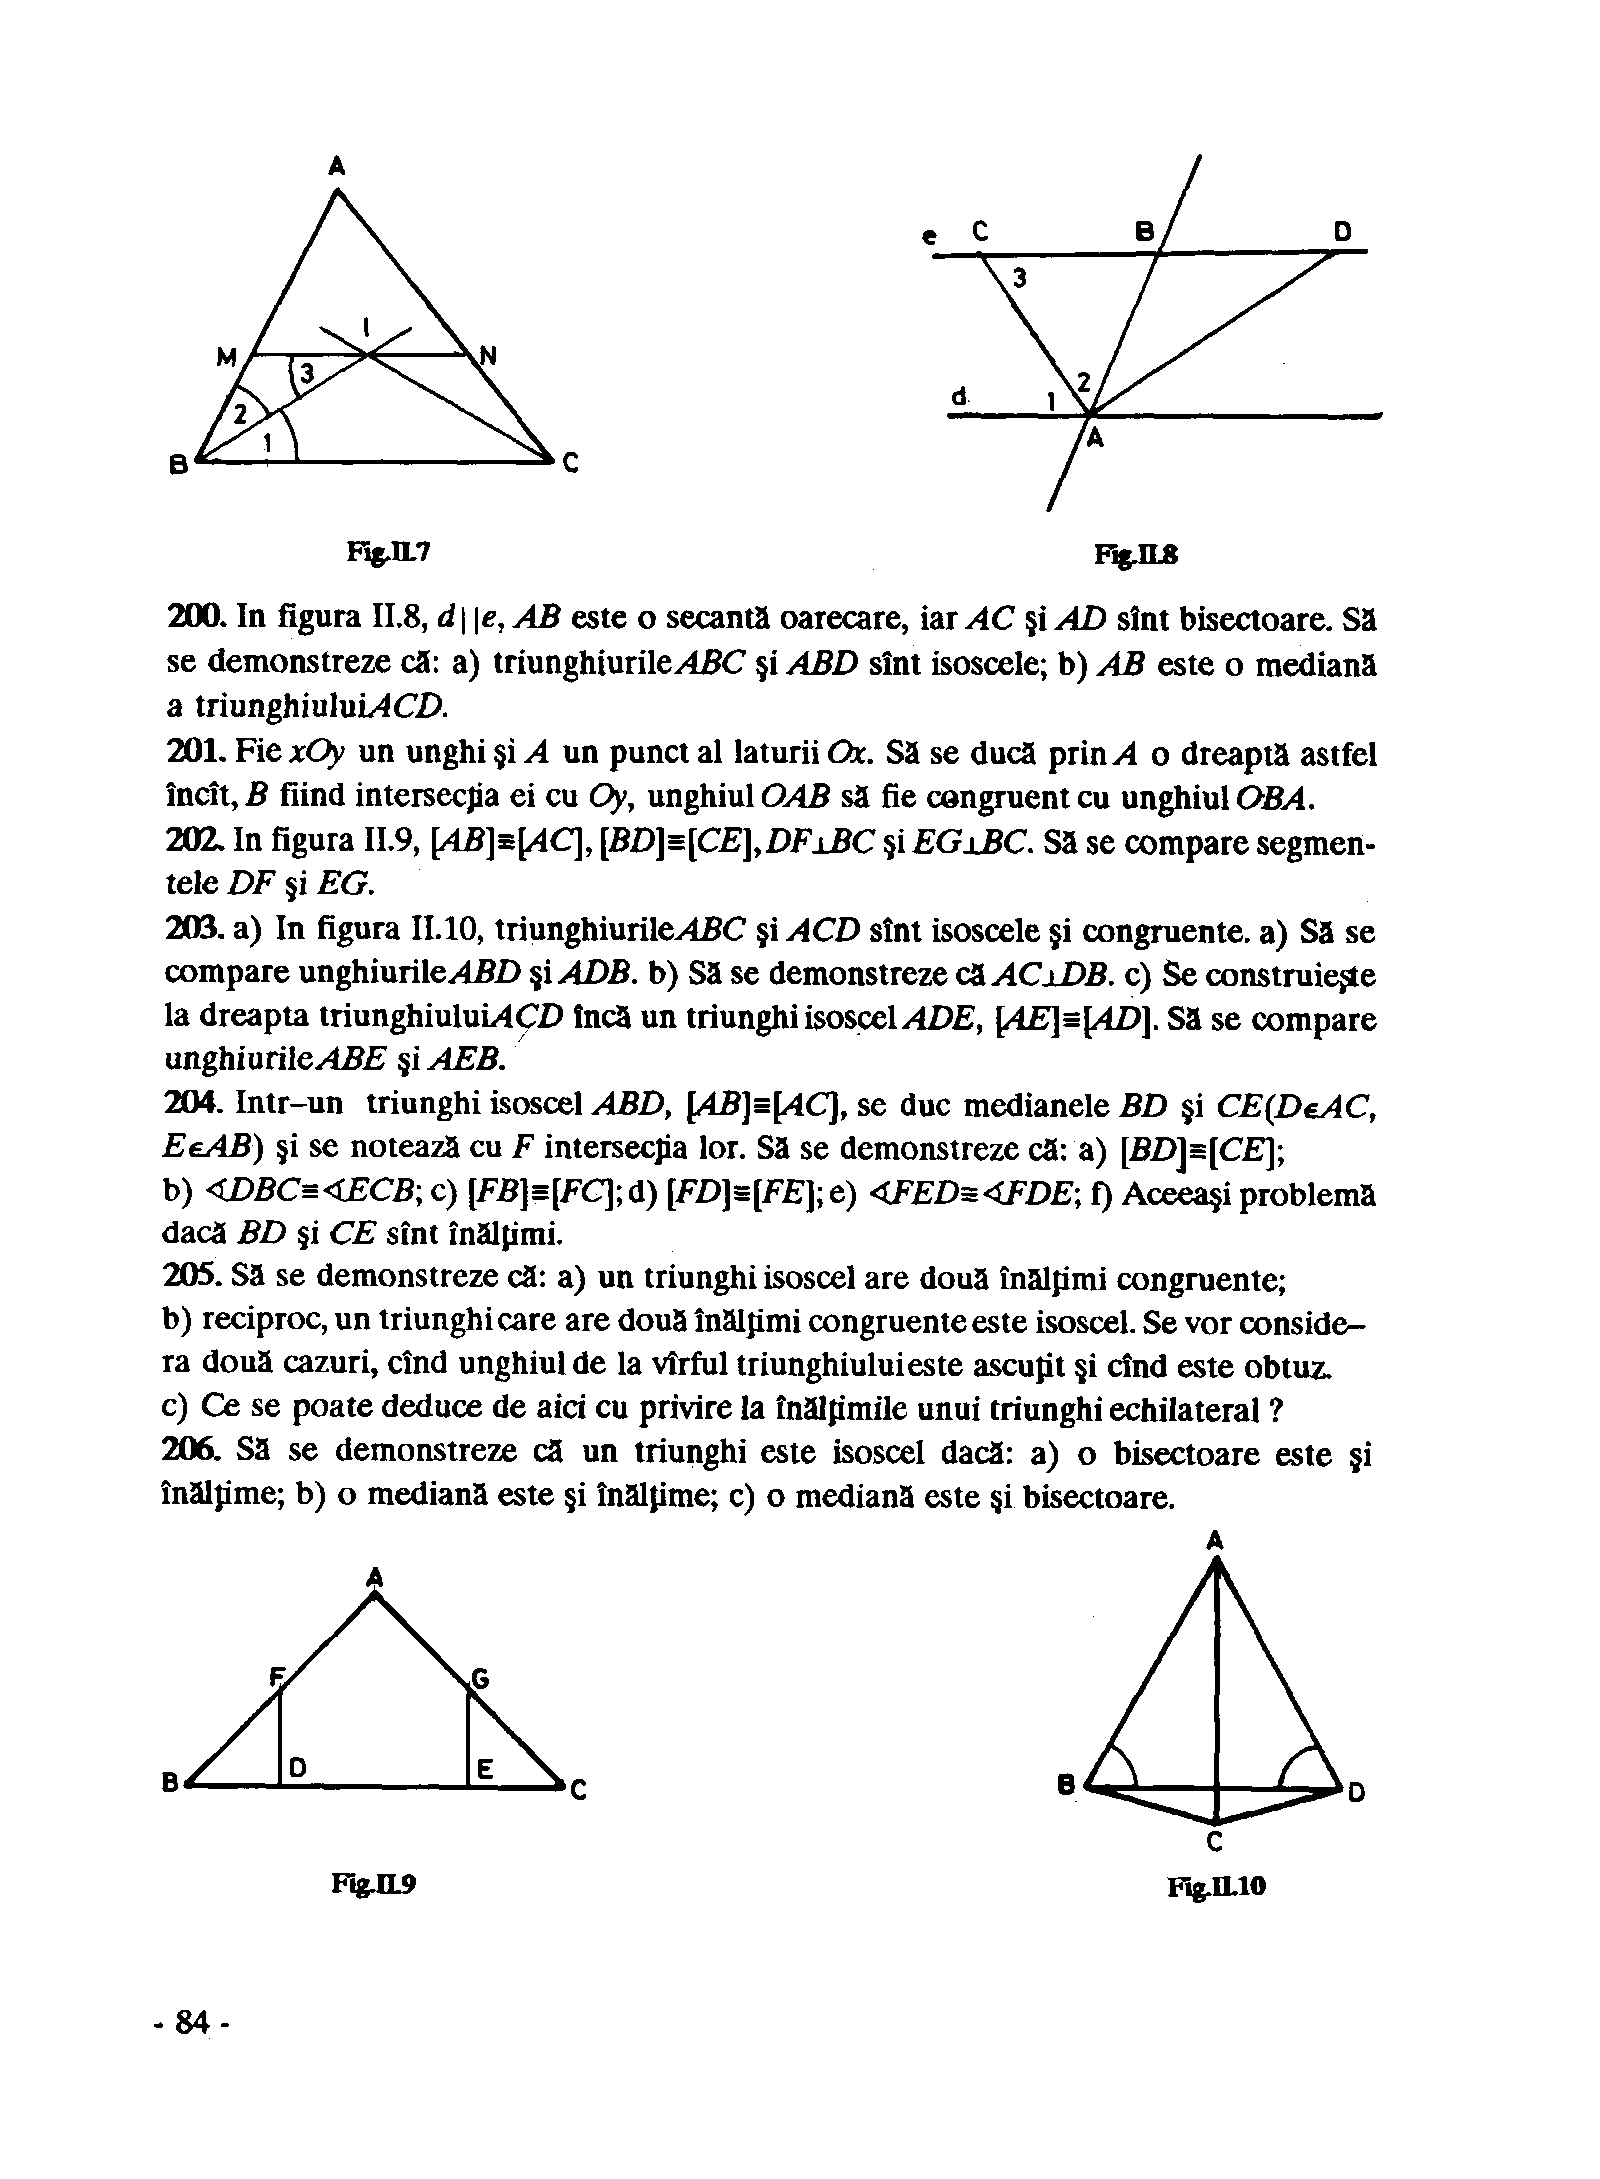 A
M
N
I
3
2
1
B
C
e C B D
3
d
1
2
A
Fig.II.7
Fig.II.8
200. In figura II.8, d||e, AB este o secantă oarecare, iar AC şi AD sînt bisectoare. Să
se demonstreze că: a) triunghiurile ABC şi ABD sînt isoscele; b) AB este o mediană
a triunghiului ACD.
201. Fie xOy un unghi şi A un punct al laturii Ox. Să se ducă prin A o dreaptă astfel
încît, B fiind intersecţia ei cu Oy, unghiul OAB să fie congruent cu unghiul OBA.
202. In figura II.9, [AB]≡[AC], [BD]≡[CE], DF⊥BC şi EG⊥BC. Să se compare segmen-
tele DF şi EG.
203. a) In figura II.10, triunghiurile ABC şi ACD sînt isoscele şi congruente. a) Să se
compare unghiurile ABD şi ADB. b) Să se demonstreze că AC⊥DB. c) Se construieşte
la dreapta triunghiului ACD încă un triunghi isoscel ADE, [AE]≡[AD]. Să se compare
unghiurile ABE şi AEB.
204. Intr-un triunghi isoscel ABD, [AB]≡[AC], se duc medianele BD şi CE(D∈AC,
E∈AB) şi se notează cu F intersecţia lor. Să se demonstreze că: a) [BD]≡[CE];
b) ∢DBC≡∢ECB; c) [FB]≡[FC]; d) [FD]≡[FE]; e) ∢FED≡∢FDE; f) Aceeaşi problemă
dacă BD şi CE sînt înălţimi.
205. Să se demonstreze că: a) un triunghi isoscel are două înălţimi congruente;
b) reciproc, un triunghi care are două înălţimi congruente este isoscel. Se vor conside-
ra două cazuri, cînd unghiul de la vîrful triunghiului este ascuţit şi cînd este obtuz.
c) Ce se poate deduce de aici cu privire la înălţimile unui triunghi echilateral ?
206. Să se demonstreze că un triunghi este isoscel dacă: a) o bisectoare este şi
înălţime; b) o mediană este şi înălţime; c) o mediană este şi bisectoare.
A
F G
B D E C
A
B D
C
Fig.II.9
Fig.II.10
- 84 -